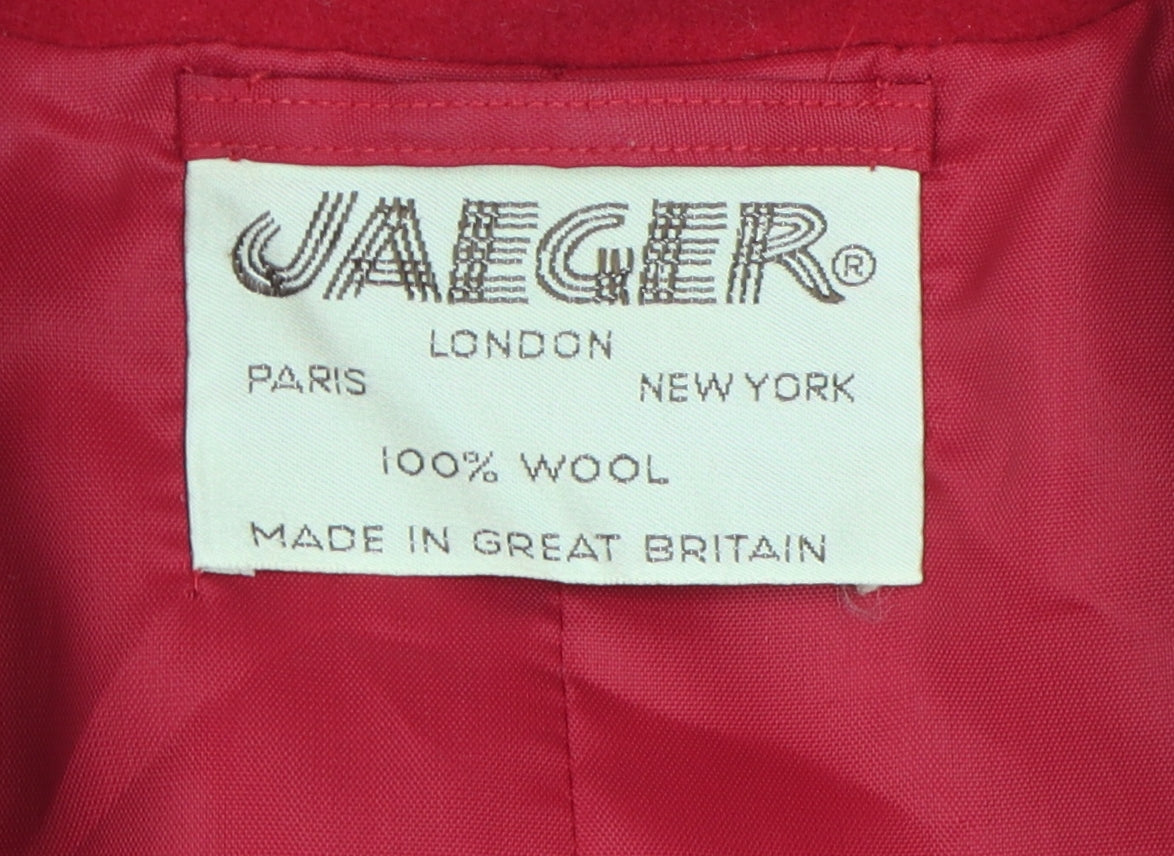 JAEGER®
LONDON
PARIS NEW YORK
100% WOOL
MADE IN GREAT BRITAIN